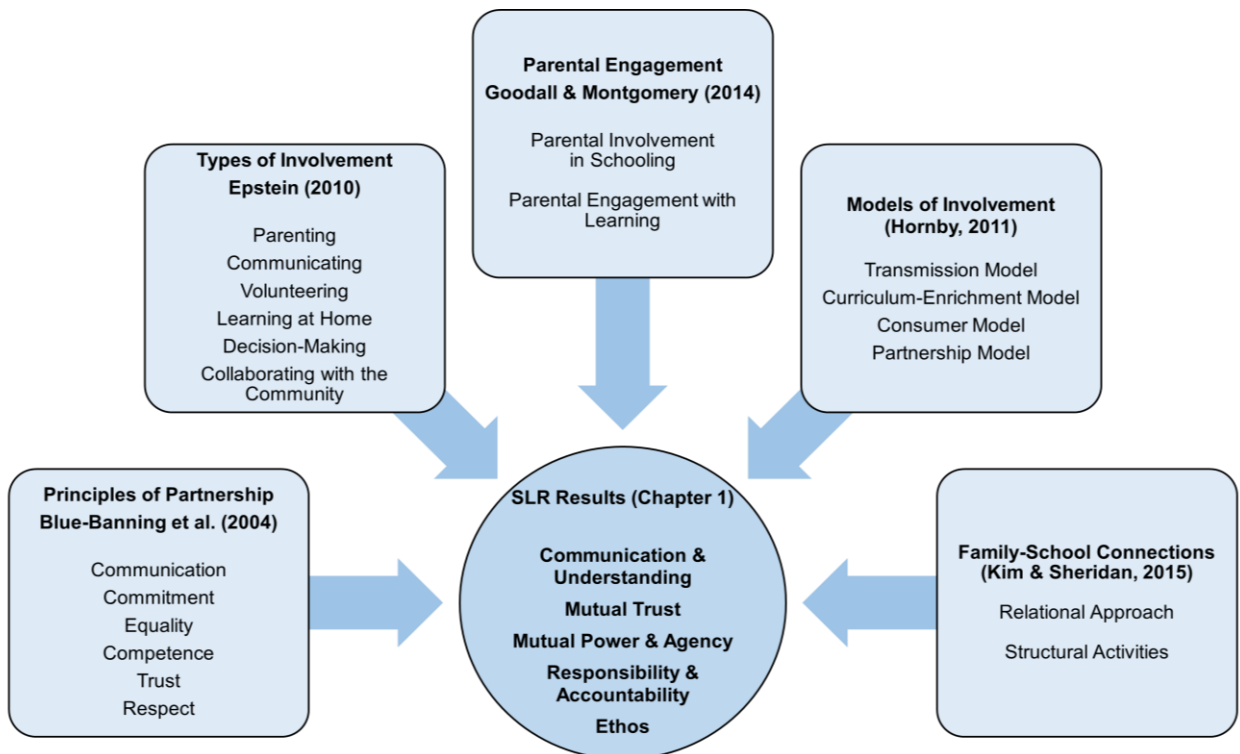 Parental Engagement
Goodall & Montgomery (2014)
Parental Involvement
in Schooling
Parental Engagement with
Learning
Types of Involvement
Epstein (2010)
Parenting
Communicating
Volunteering
Learning at Home
Decision-Making
Collaborating with the
Community
Models of Involvement
(Hornby, 2011)
Transmission Model
Curriculum-Enrichment Model
Consumer Model
Partnership Model
Principles of Partnership
Blue-Banning et al. (2004)
Communication
Commitment
Equality
Competence
Trust
Respect
SLR Results (Chapter 1)
Communication &
Understanding
Mutual Trust
Mutual Power & Agency
Responsibility &
Accountability
Ethos
Family-School Connections
(Kim & Sheridan, 2015)
Relational Approach
Structural Activities